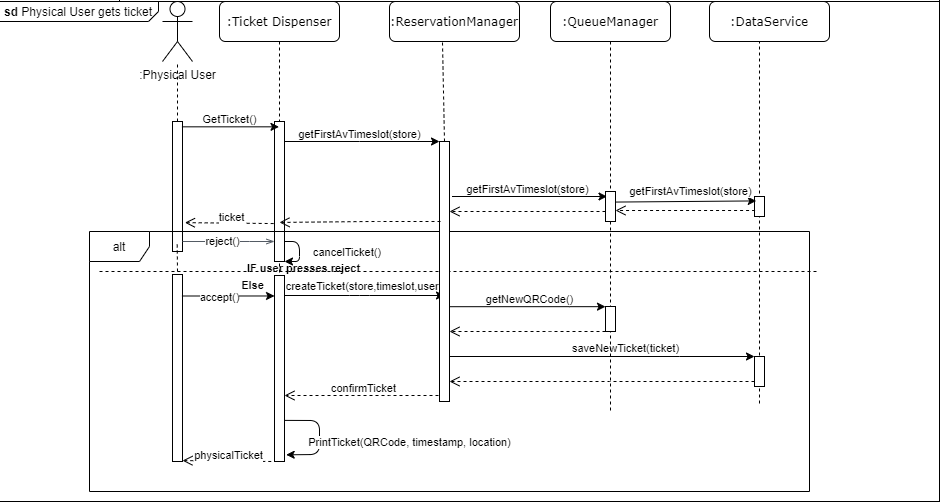 sd Physical User gets ticket
:Ticket Dispenser
:ReservationManager
:QueueManager
:DataService
:Physical User
GetTicket()
getFirstAvTimeslot(store)
getFirstAvTimeslot(store)
getFirstAvTimeslot(store)
ticket
alt
reject()
cancelTicket()
IF user presses reject
Else
accept()
createTicket(store,timeslot,user
getNewQRCode()
saveNewTicket(ticket)
confirmTicket
PrintTicket(QRCode, timestamp, location)
physicalTicket